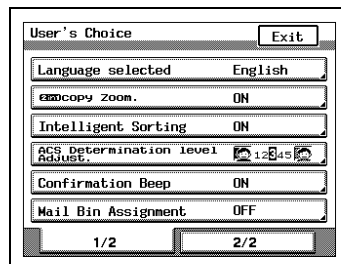 User's Choice
Exit
Language selected English
copy Zoom. ON
Intelligent Sorting ON
ACS Determination level
Adjust. 12345
Confirmation Beep ON
Mail Bin Assignment OFF
1/2 2/2